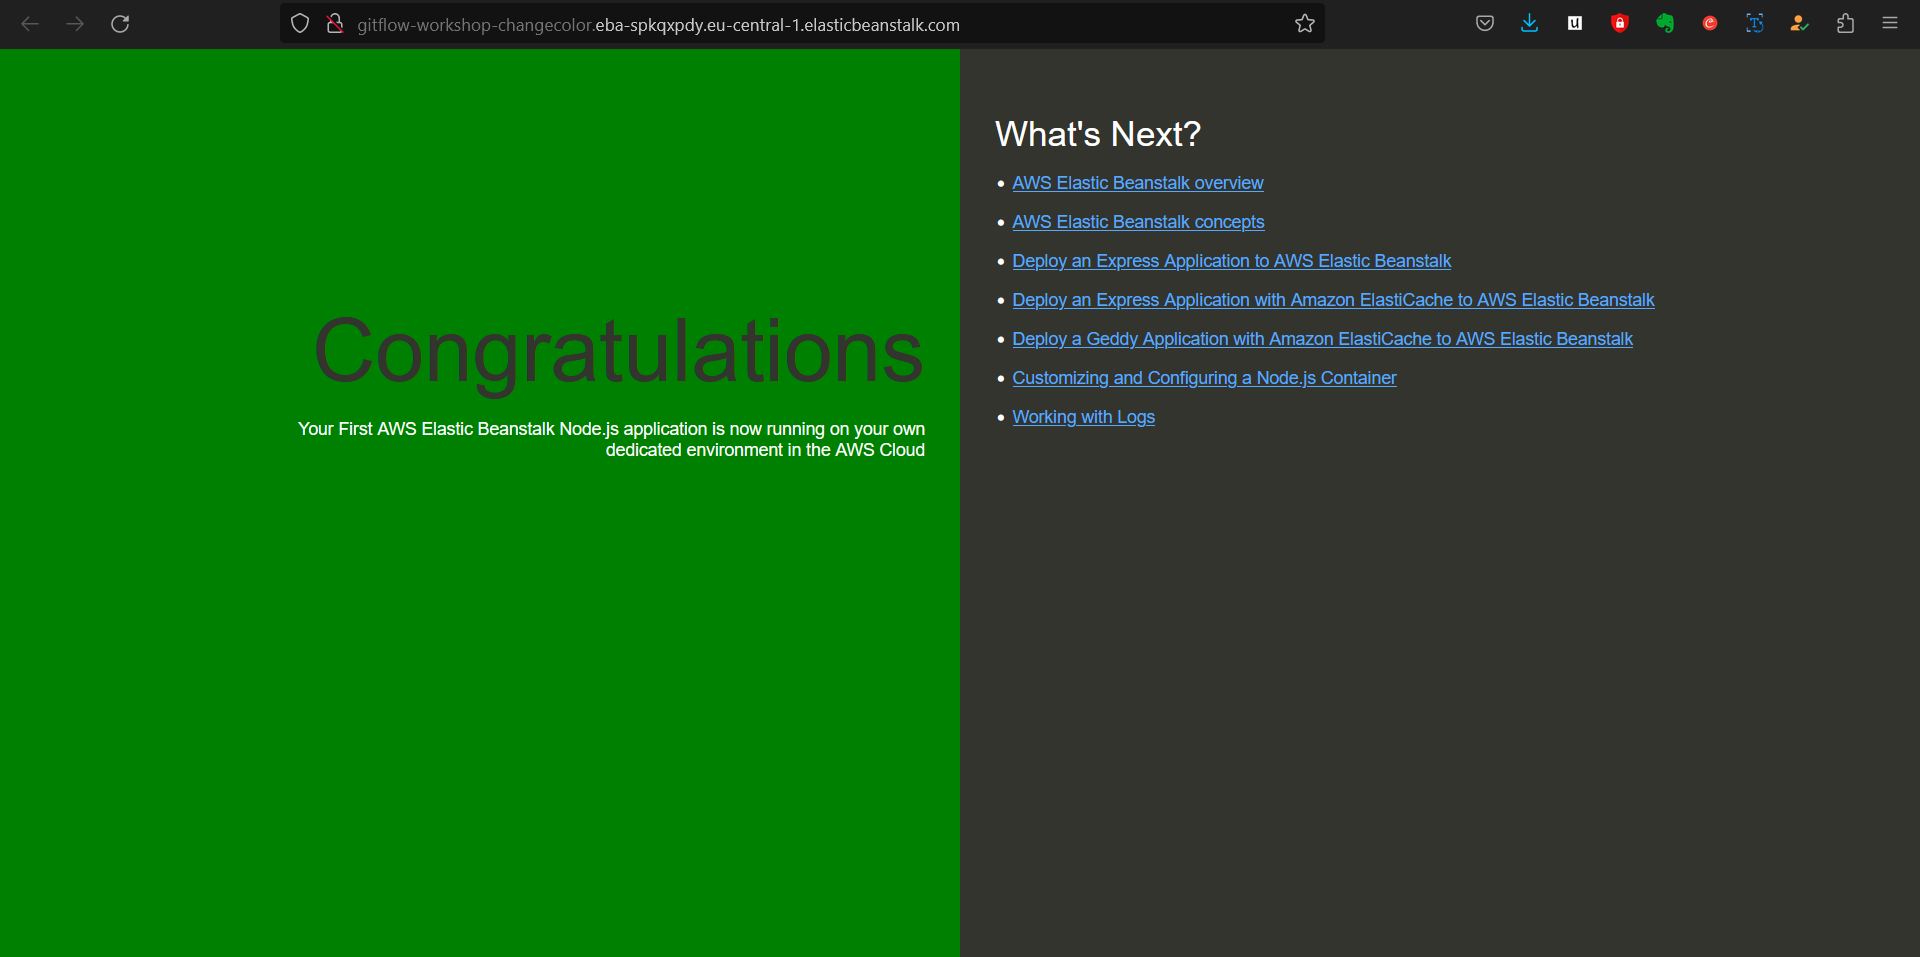 gitflow-workshop-changecolor.eba-spkqxpdy.eu-central-1.elasticbeanstalk.com
Congratulations
Your First AWS Elastic Beanstalk Node.js application is now running on your own
dedicated environment in the AWS Cloud
What's Next?
AWS Elastic Beanstalk overview
AWS Elastic Beanstalk concepts
Deploy an Express Application to AWS Elastic Beanstalk
Deploy an Express Application with Amazon ElastiCache to AWS Elastic Beanstalk
Deploy a Geddy Application with Amazon ElastiCache to AWS Elastic Beanstalk
Customizing and Configuring a Node.js Container
Working with Logs